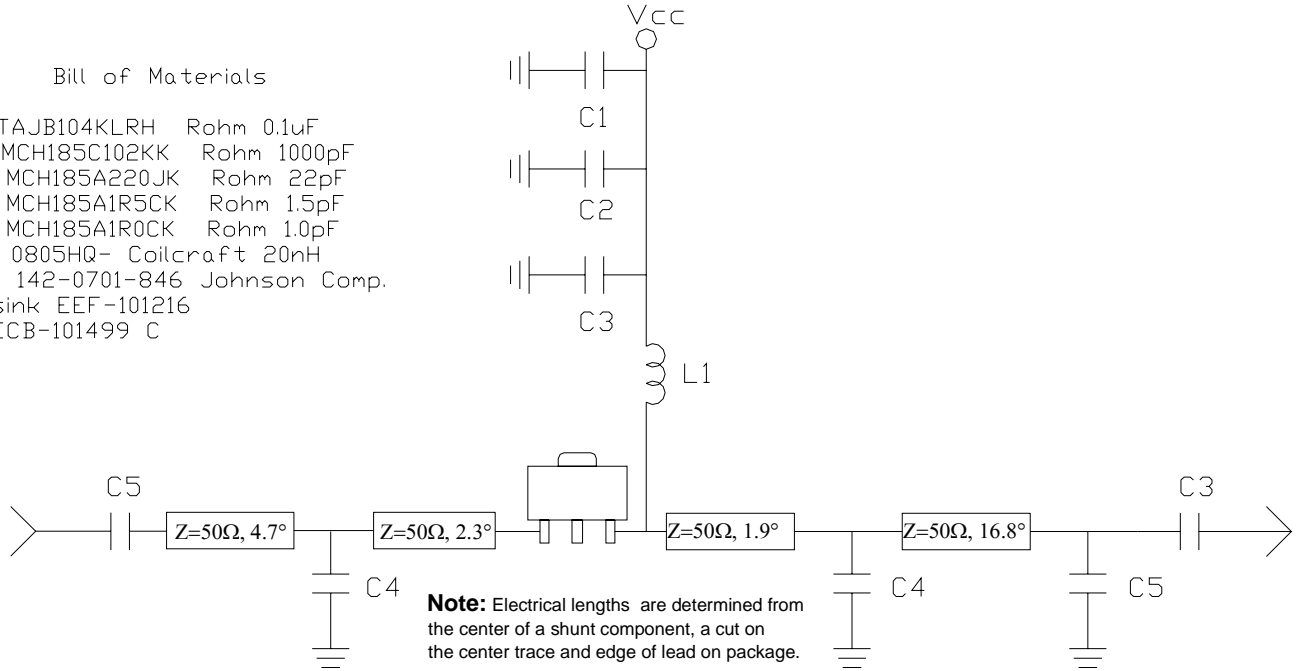 Vcc
Bill of Materials
TAJB104KLRH Rohm 0.1uF
MCH185C102KK Rohm 1000pF
MCH185A220JK Rohm 22pF
MCH185A1R5CK Rohm 1.5pF
MCH185A1R0CK Rohm 1.0pF
0805HQ- Coilcraft 20nH
142-0701-846 Johnson Comp.
sink EEF-101216
ECB-101499 C
C1
C2
C3
L1
C5
C3
Z=50Ω, 4.7°
Z=50Ω, 2.3°
Z=50Ω, 1.9°
Z=50Ω, 16.8°
C4
C4
C5
Note: Electrical lengths are determined from
the center of a shunt component, a cut on
the center trace and edge of lead on package.